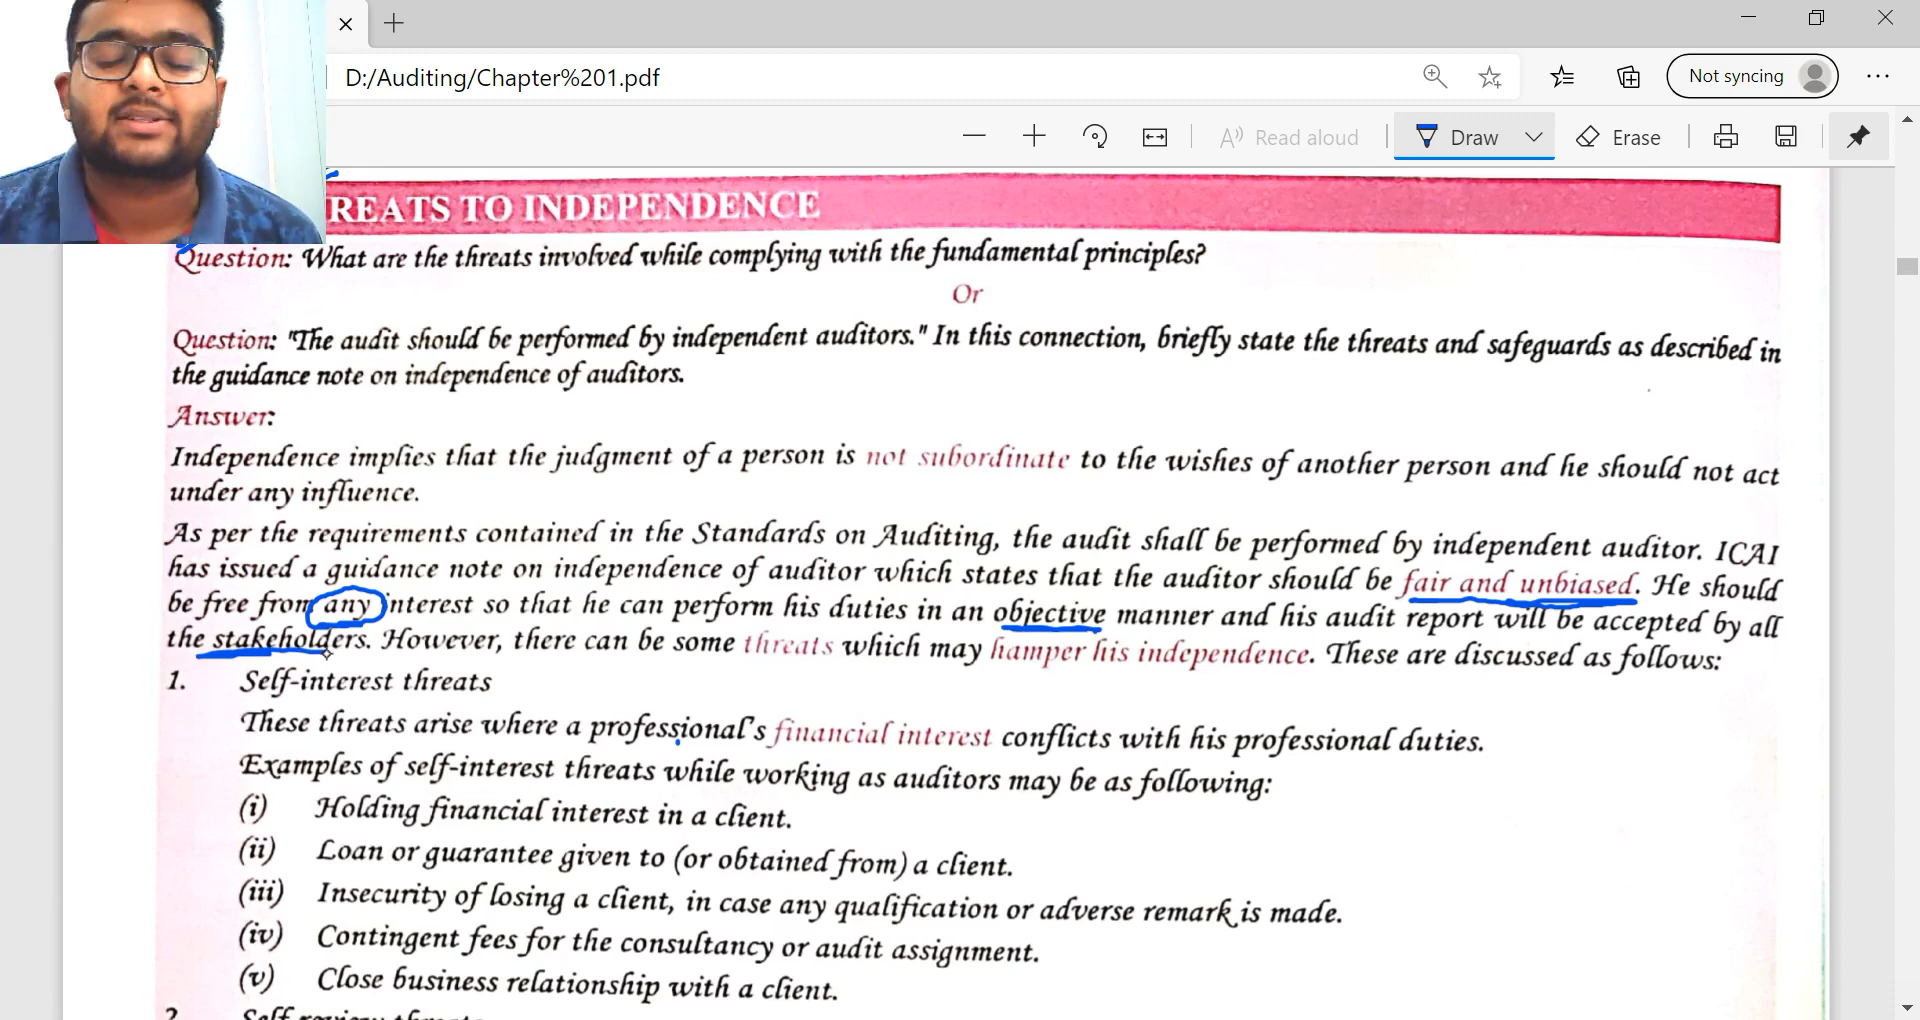 D:/Auditing/Chapter%201.pdf
Not syncing
Read aloud
Draw
Erase
REATS TO INDEPENDENCE
Question: What are the threats involved while complying with the fundamental principles?
Or
Question: "The audit should be performed by independent auditors." In this connection, briefly state the threats and safeguards as described in
the guidance note on independence of auditors.
Answer:
Independence implies that the judgment of a person is not subordinate to the wishes of another person and he should not act
under any influence.
As per the requirements contained in the Standards on Auditing, the audit shall be performed by independent auditor. ICAI
has issued a guidance note on independence of auditor which states that the auditor should be fair and unbiased. He should
be free from any interest so that he can perform his duties in an objective manner and his audit report will be accepted by all
the stakeholders. However, there can be some threats which may hamper his independence. These are discussed as follows:
1. Self-interest threats
These threats arise where a professional's financial interest conflicts with his professional duties.
Examples of self-interest threats while working as auditors may be as following:
(i) Holding financial interest in a client.
(ii) Loan or guarantee given to (or obtained from) a client.
(iii) Insecurity of losing a client, in case any qualification or adverse remark is made.
(iv) Contingent fees for the consultancy or audit assignment.
(v) Close business relationship with a client.